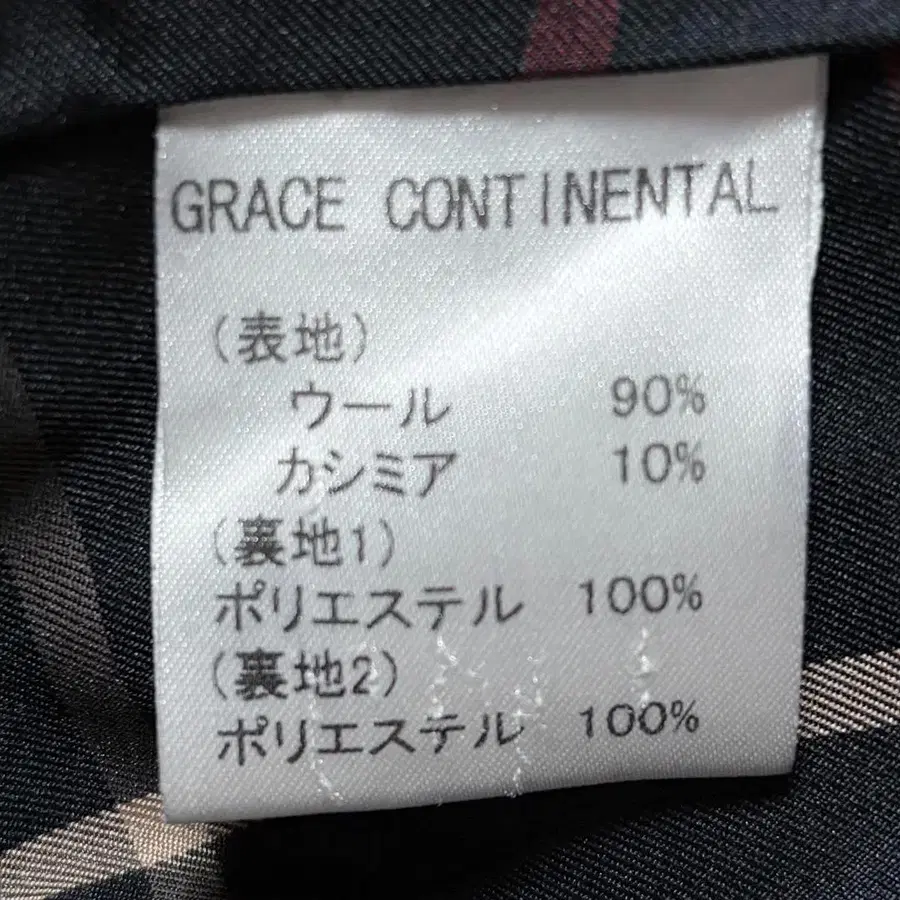 GRACE CONTINENTAL
(表地)
ウール 90%
カシミア 10%
(裏地1)
ポリエステル 100%
(裏地2)
ポリエステル 100%